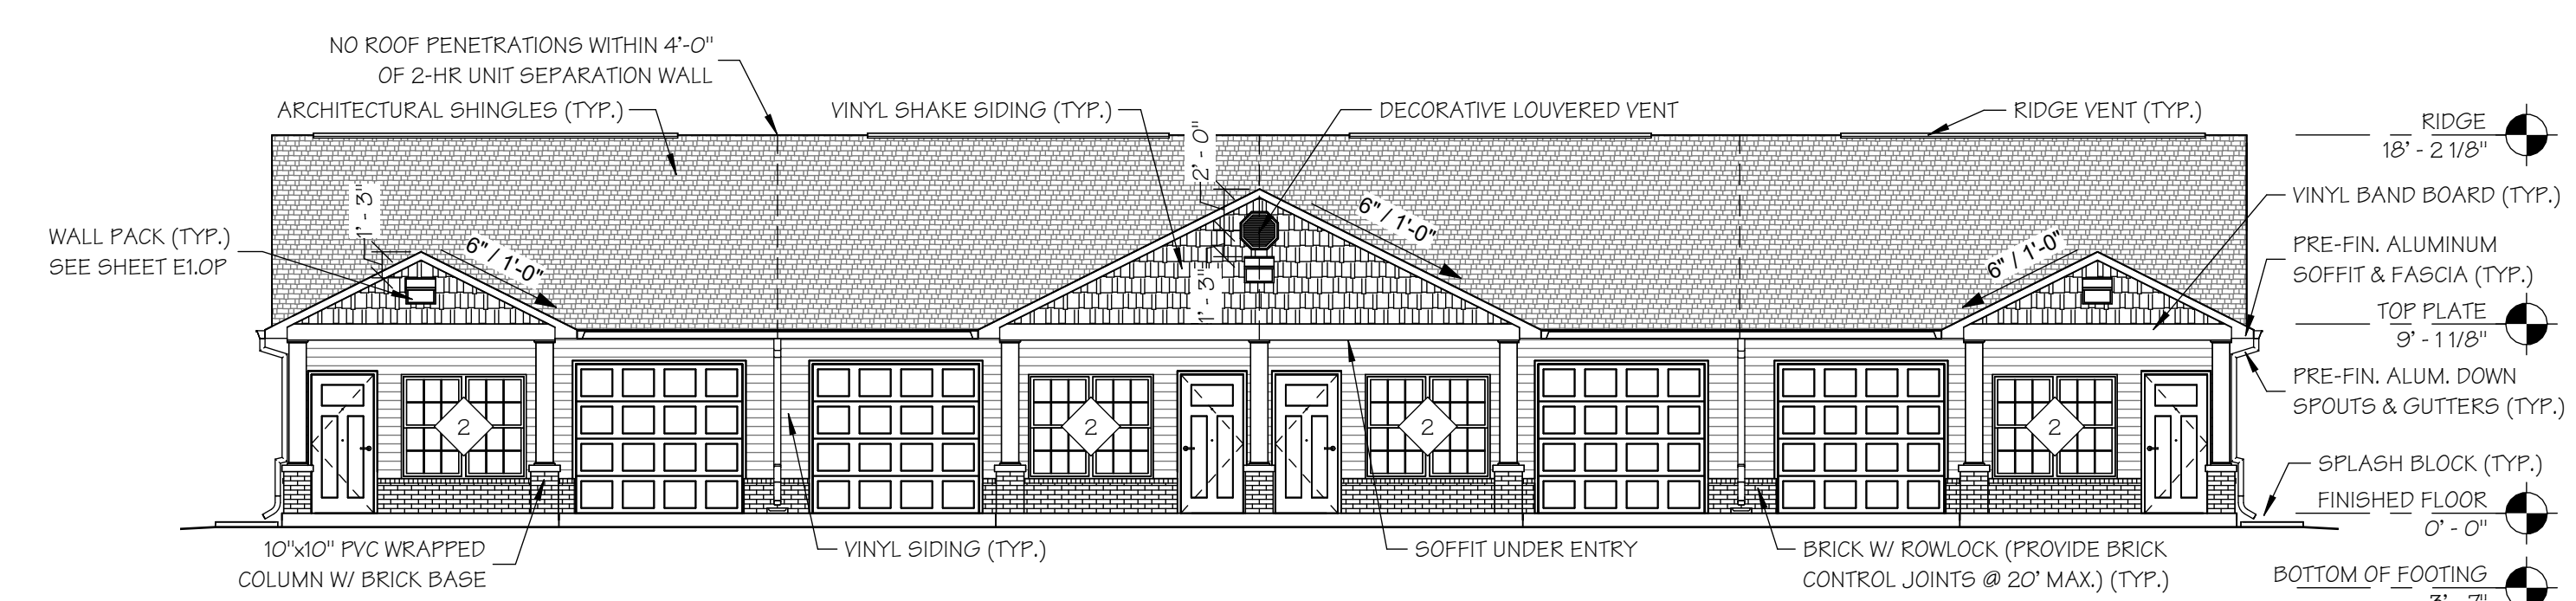 NO ROOF PENETRATIONS WITHIN 4'-0"
OF 2-HR UNIT SEPARATION WALL
ARCHITECTURAL SHINGLES (TYP.)
VINYL SHAKE SIDING (TYP.)
DECORATIVE LOUVERED VENT
RIDGE VENT (TYP.)
RIDGE
18' - 2 1/8"
2' - 0"
1' - 3"
VINYL BAND BOARD (TYP.)
WALL PACK (TYP.)
SEE SHEET E1.0P
6" / 1'-0"
6" / 1'-0"
6" / 1'-0"
1' - 3"
PRE-FIN. ALUMINUM
SOFFIT & FASCIA (TYP.)
TOP PLATE
9' - 1 1/8"
PRE-FIN. ALUM. DOWN
SPOUTS & GUTTERS (TYP.)
2
2
2
2
SPLASH BLOCK (TYP.)
FINISHED FLOOR
0' - 0"
10"x10" PVC WRAPPED
COLUMN W/ BRICK BASE
VINYL SIDING (TYP.)
SOFFIT UNDER ENTRY
BRICK W/ ROWLOCK (PROVIDE BRICK
CONTROL JOINTS @ 20' MAX.) (TYP.)
BOTTOM OF FOOTING